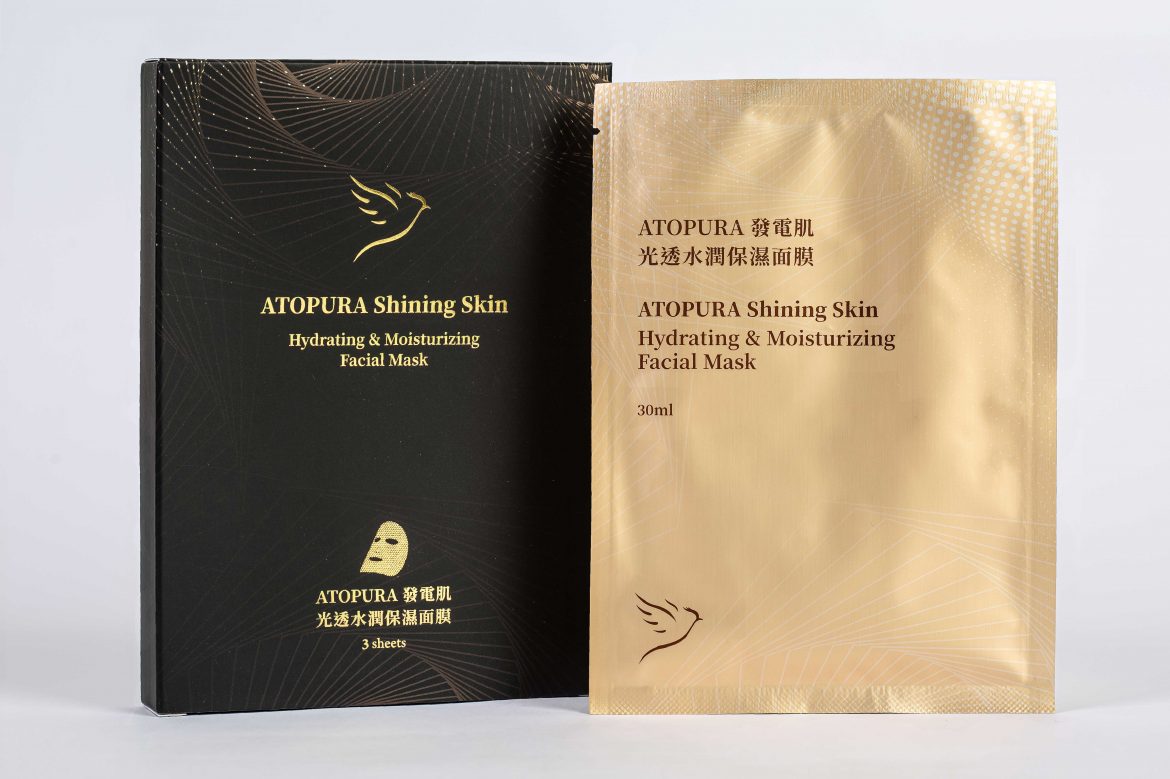 ATOPURA Shining Skin
Hydrating & Moisturizing
Facial Mask
ATOPURA 發電肌
光透水潤保濕面膜
3 sheets
ATOPURA 發電肌
光透水潤保濕面膜
ATOPURA Shining Skin
Hydrating & Moisturizing
Facial Mask
30ml